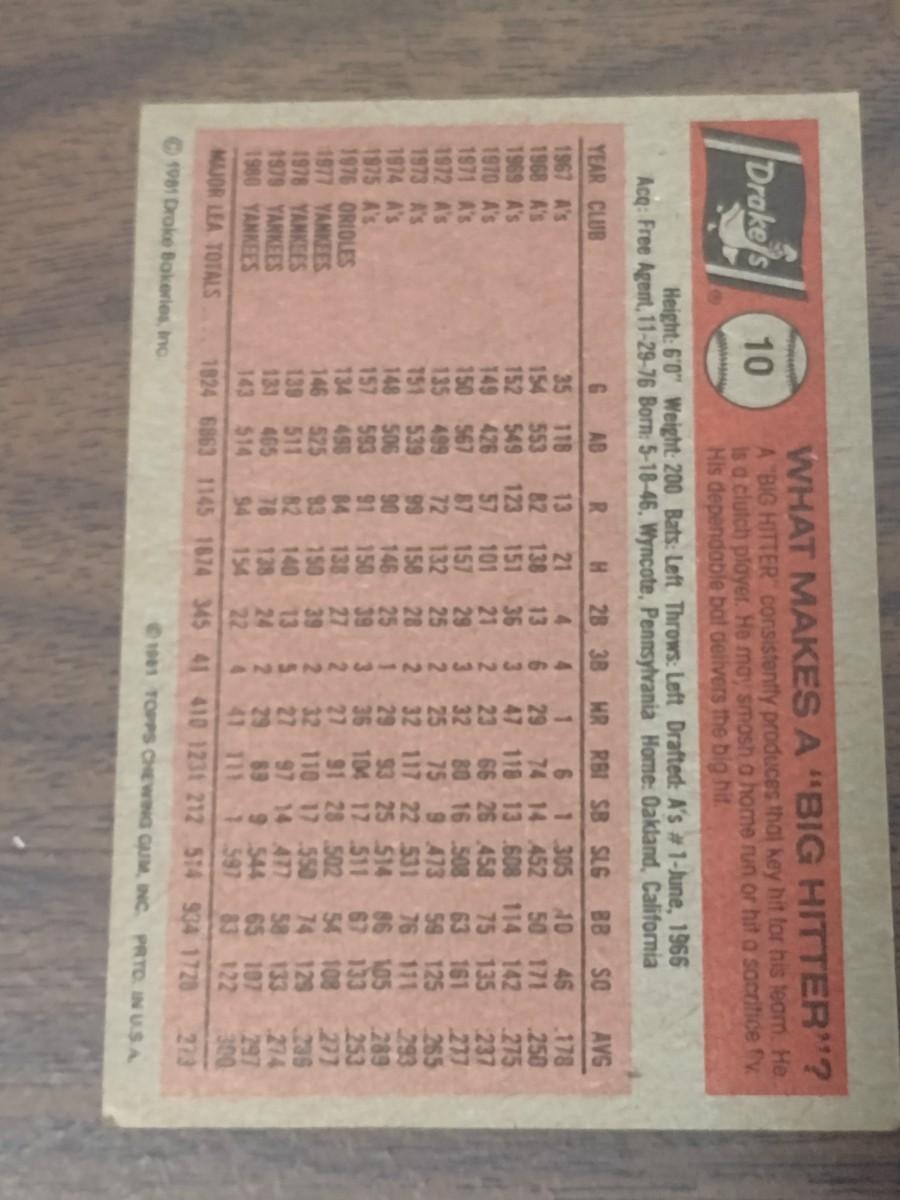 Drake's ®
10
WHAT MAKES A "BIG HITTER"?
A "BIG HITTER" consistently produces that key hit for his team. He
is a clutch player. He may smash a home run or hit a sacrifice fly.
His dependable bat delivers the big hit.
Height: 6'0" Weight: 200 Bats: Left Throws: Left Drafted: A's #1-June, 1966
Acq: Free Agent, 11-29-76 Born: 5-18-46, Wyncote, Pennsylvania Home: Oakland, California
YEAR CLUB G AB R H 2B 3B HR RBI SB SLG BB SO AVG
1967 A's 35 118 13 21 4 4 1 6 1 .305 10 46 .178
1968 A's 154 553 82 138 13 6 29 74 14 .452 50 171 .250
1969 A's 152 549 123 151 36 3 47 118 13 .608 114 142 .275
1970 A's 149 426 57 101 21 2 23 66 26 .458 75 135 .237
1971 A's 150 567 87 157 29 3 32 80 16 .508 63 161 .277
1972 A's 135 499 72 132 25 2 25 75 9 .473 59 125 .265
1973 A's 151 539 99 158 28 2 32 117 22 .531 76 111 .293
1974 A's 148 506 90 146 25 1 29 93 25 .514 86 105 .289
1975 A's 157 593 91 150 39 3 36 104 17 .511 67 133 .253
1976 ORIOLES 134 498 84 138 27 2 27 91 28 .502 54 108 .277
1977 YANKEES 146 525 93 150 39 2 32 110 17 .550 74 129 .286
1978 YANKEES 139 511 82 140 13 5 27 97 14 .477 58 133 .274
1979 YANKEES 131 465 78 138 24 2 29 89 9 .544 65 107 .297
1980 YANKEES 143 514 94 154 22 4 41 111 1 .597 83 122 .300
MAJOR LEA TOTALS . . 1824 6863 1145 1874 345 41 410 1231 212 .514 934 1728 .273
© 1981 Drake Bakeries, Inc. © 1981 TOPPS CHEWING GUM, INC. PRTD. IN U.S.A.